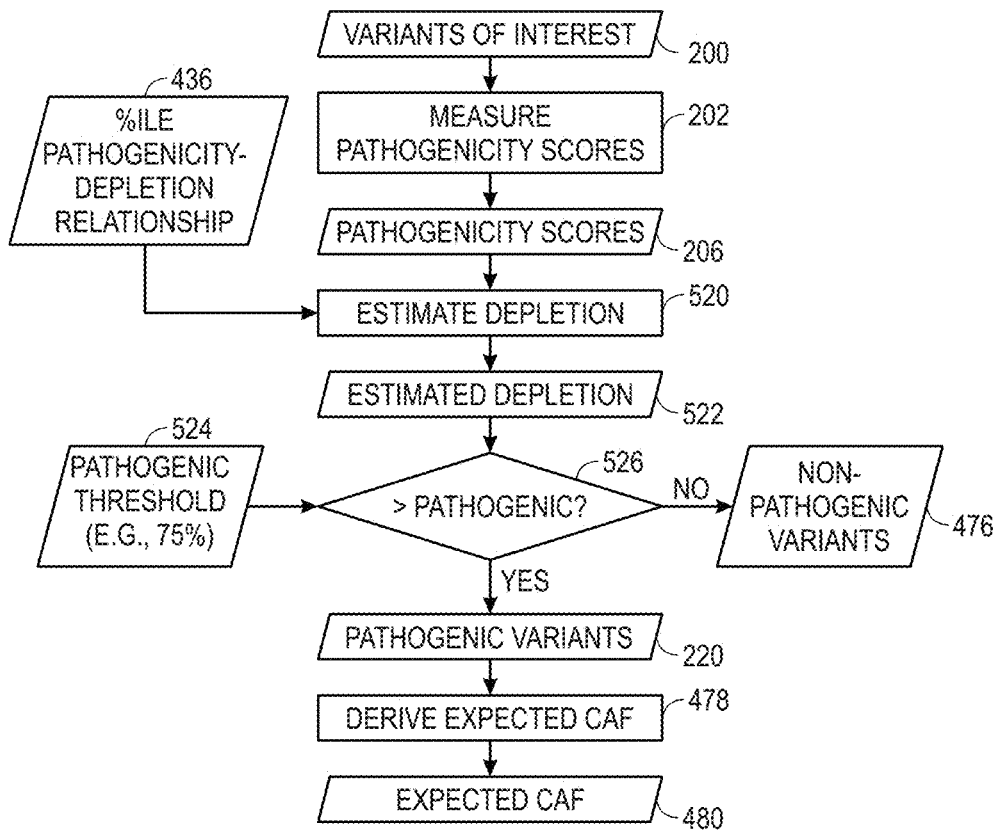 VARIANTS OF INTEREST
200
436
%ILE
PATHOGENICITY-
DEPLETION
RELATIONSHIP
MEASURE
PATHOGENICITY SCORES
202
PATHOGENICITY SCORES
206
ESTIMATE DEPLETION
520
ESTIMATED DEPLETION
522
524
PATHOGENIC
THRESHOLD
(E.G., 75%)
> PATHOGENIC?
526
NO
NON-
PATHOGENIC
VARIANTS
476
YES
PATHOGENIC VARIANTS
220
DERIVE EXPECTED CAF
478
EXPECTED CAF
480